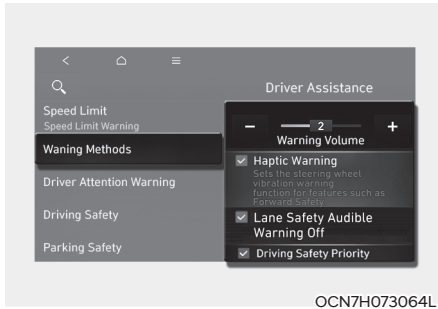 Driver Assistance
Speed Limit
Speed Limit Warning
Waning Methods
Driver Attention Warning
Driving Safety
Parking Safety
2
Warning Volume
Haptic Warning
Sets the steering wheel
vibration warning
function for features such as
Forward Safety
Lane Safety Audible
Warning Off
Driving Safety Priority
OCN7H073064L